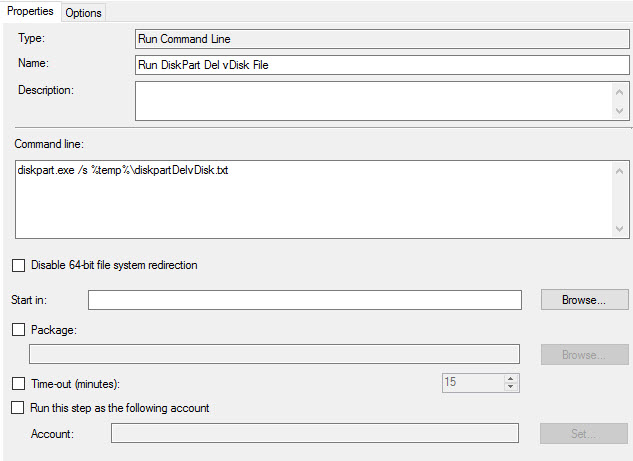 Properties Options
Type: Run Command Line
Name: Run DiskPart Del vDisk File
Description:
Command line:
diskpart.exe /s %temp%\diskpartDelvDisk.txt
Disable 64-bit file system redirection
Start in: Browse...
Package:
Browse...
Time-out (minutes): 15
Run this step as the following account
Account: Set...